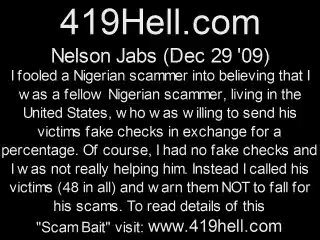 419Hell.com
Nelson Jabs (Dec 29 '09)
I fooled a Nigerian scammer into believing that I
was a fellow Nigerian scammer, living in the
United States, who was willing to send his
victims fake checks in exchange for a
percentage. Of course, I had no fake checks and
I was not really helping him. Instead I called his
victims (48 in all) and warn them NOT to fall for
his scams. To read details of this
"Scam Bait" visit: www.419hell.com